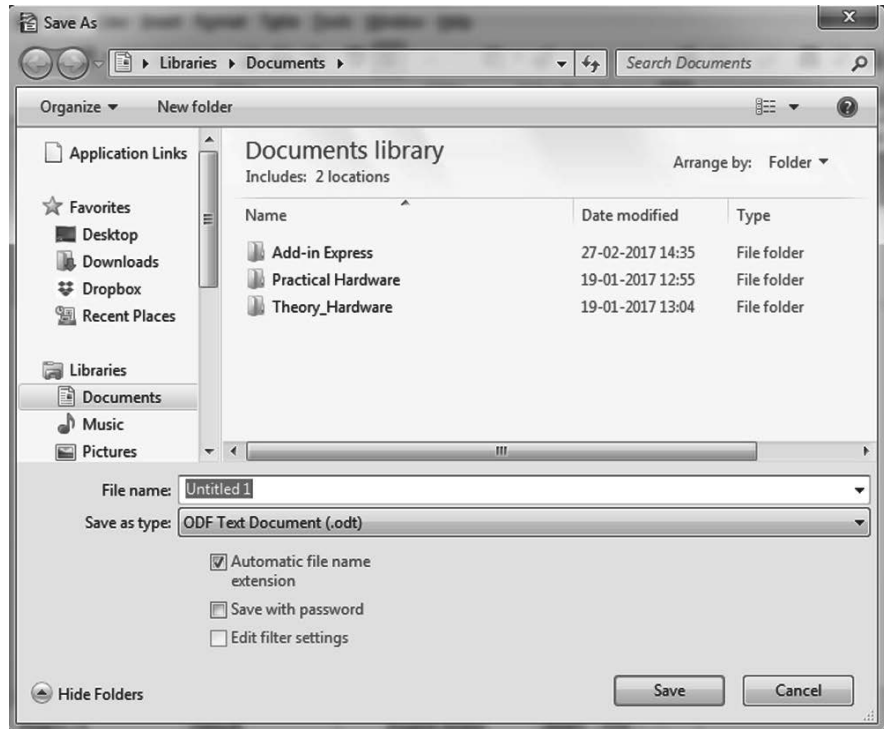 Save As
Libraries Documents
Search Documents
Organize New folder
Application Links
Favorites
Desktop
Downloads
Dropbox
Recent Places
Libraries
Documents
Music
Pictures
Documents library
Includes: 2 locations
Arrange by: Folder
Name Date modified Type
Add-in Express 27-02-2017 14:35 File folder
Practical Hardware 19-01-2017 12:55 File folder
Theory_Hardware 19-01-2017 13:04 File folder
File name: Untitled 1
Save as type: ODF Text Document (.odt)
Automatic file name
extension
Save with password
Edit filter settings
Hide Folders
Save Cancel